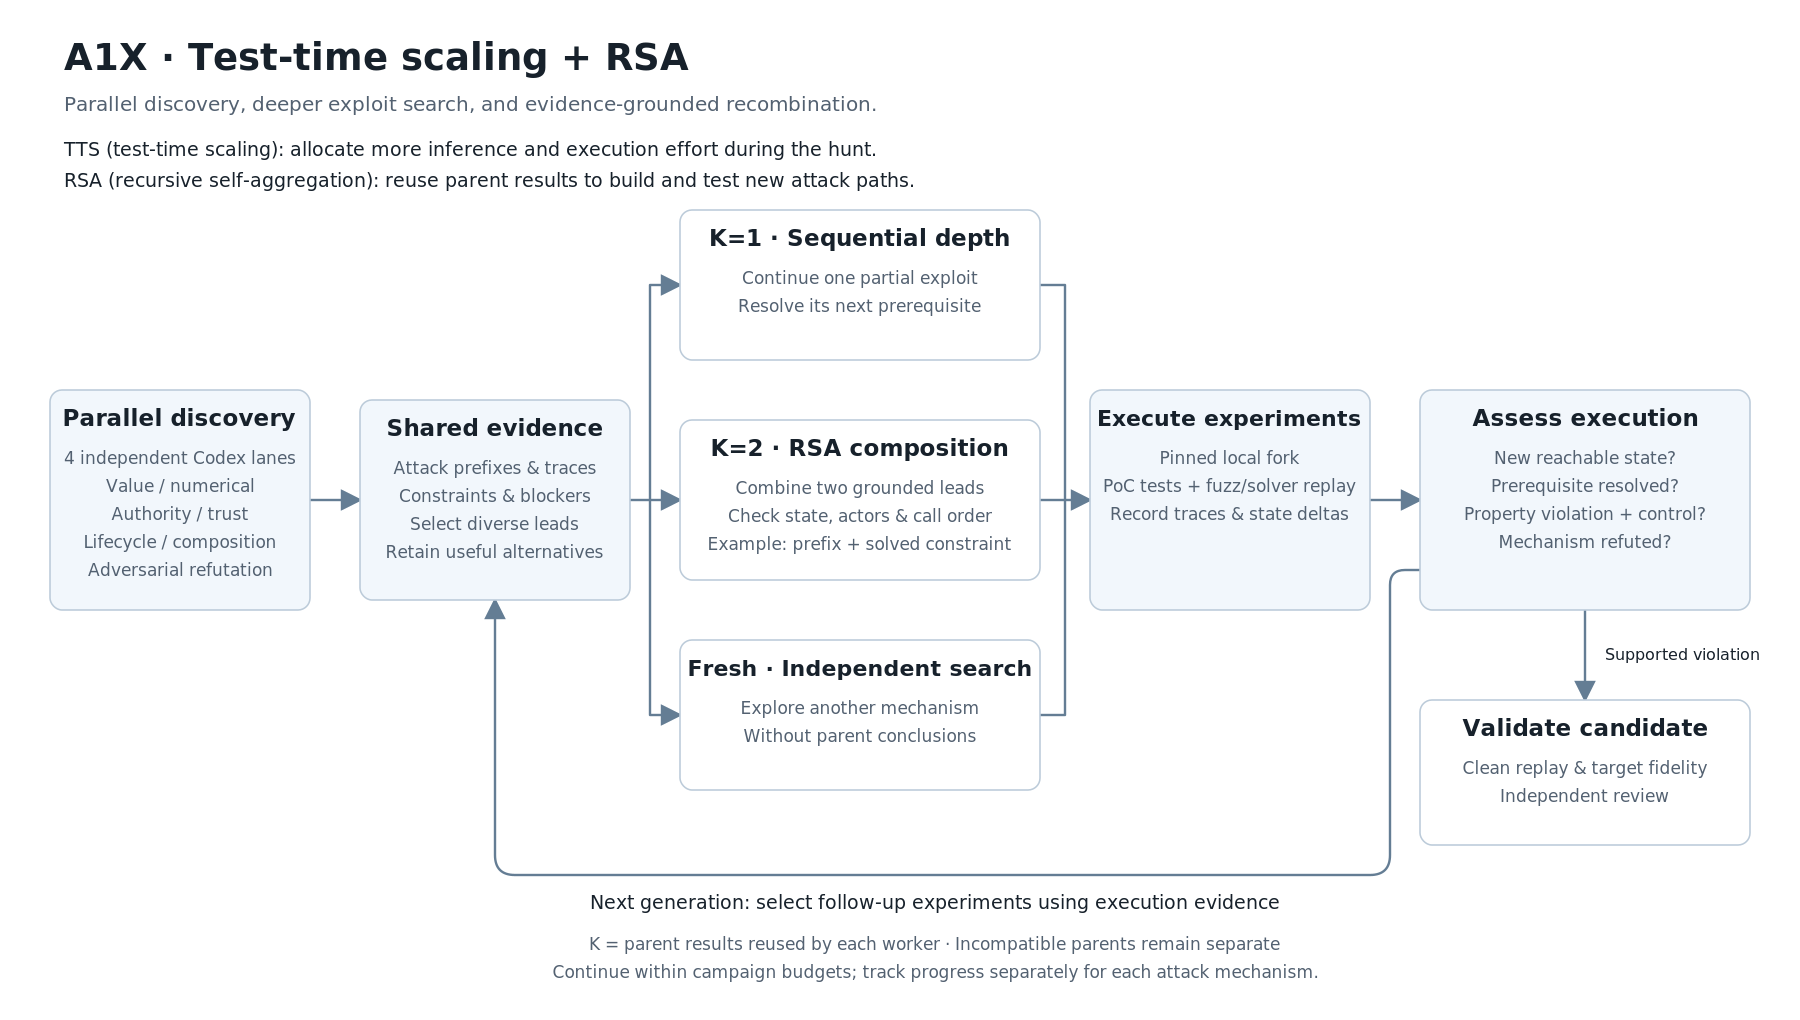 A1X · Test-time scaling + RSA
Parallel discovery, deeper exploit search, and evidence-grounded recombination.
TTS (test-time scaling): allocate more inference and execution effort during the hunt.
RSA (recursive self-aggregation): reuse parent results to build and test new attack paths.
Parallel discovery
4 independent Codex lanes
Value / numerical
Authority / trust
Lifecycle / composition
Adversarial refutation
Shared evidence
Attack prefixes & traces
Constraints & blockers
Select diverse leads
Retain useful alternatives
K=1 · Sequential depth
Continue one partial exploit
Resolve its next prerequisite
K=2 · RSA composition
Combine two grounded leads
Check state, actors & call order
Example: prefix + solved constraint
Fresh · Independent search
Explore another mechanism
Without parent conclusions
Execute experiments
Pinned local fork
PoC tests + fuzz/solver replay
Record traces & state deltas
Assess execution
New reachable state?
Prerequisite resolved?
Property violation + control?
Mechanism refuted?
Supported violation
Validate candidate
Clean replay & target fidelity
Independent review
Next generation: select follow-up experiments using execution evidence
K = parent results reused by each worker · Incompatible parents remain separate
Continue within campaign budgets; track progress separately for each attack mechanism.